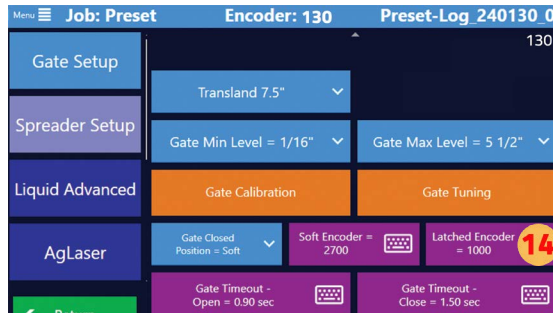 Menu Job: Preset Encoder: 130 Preset-Log_240130_0
130
Gate Setup
Transland 7.5"
Spreader Setup
Gate Min Level = 1/16" Gate Max Level = 5 1/2"
Liquid Advanced
Gate Calibration Gate Tuning
AgLaser
Gate Closed
Position = Soft
Soft Encoder =
2700
Latched Encoder
= 1000
14
Gate Timeout -
Open = 0.90 sec
Gate Timeout -
Close = 1.50 sec
Return